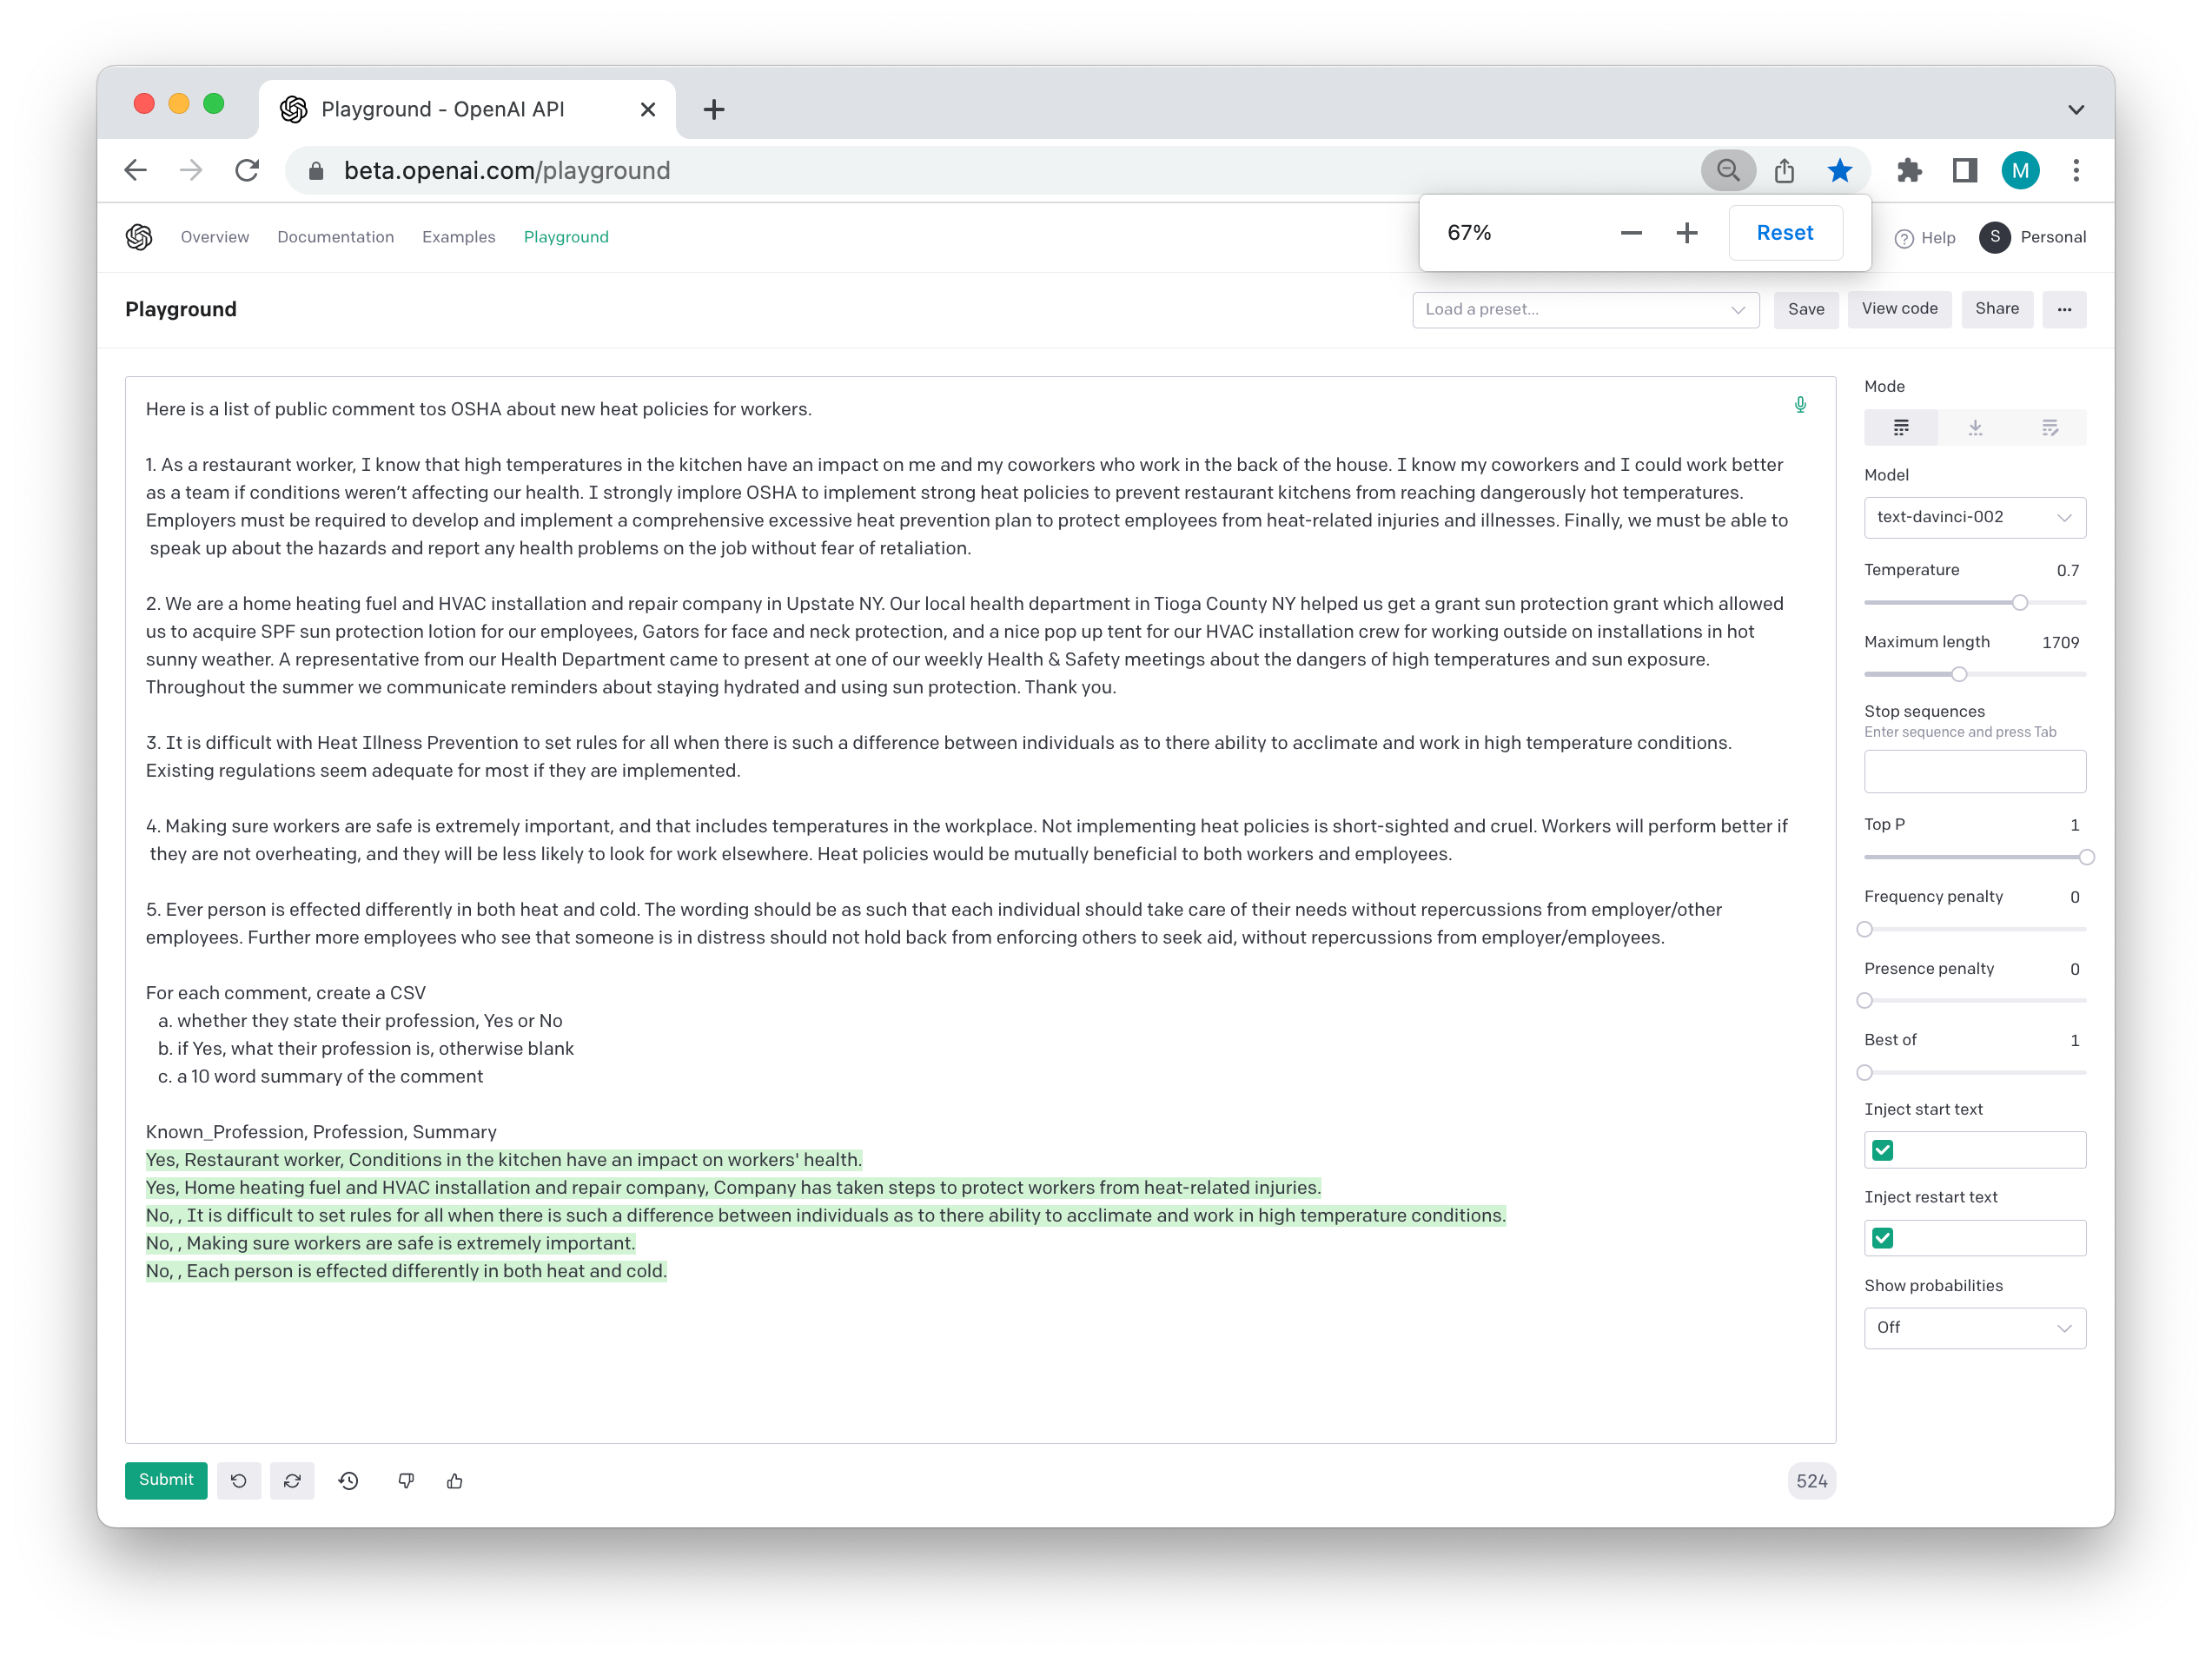 Playground - OpenAI API
beta.openai.com/playground
M
67%
Reset
Overview
Documentation
Examples
Playground
Help
S
Personal
Playground
Load a preset...
Save
View code
Share
Here is a list of public comment tos OSHA about new heat policies for workers.
1. As a restaurant worker, I know that high temperatures in the kitchen have an impact on me and my coworkers who work in the back of the house. I know my coworkers and I could work better
as a team if conditions weren’t affecting our health. I strongly implore OSHA to implement strong heat policies to prevent restaurant kitchens from reaching dangerously hot temperatures.
Employers must be required to develop and implement a comprehensive excessive heat prevention plan to protect employees from heat-related injuries and illnesses. Finally, we must be able to
speak up about the hazards and report any health problems on the job without fear of retaliation.
2. We are a home heating fuel and HVAC installation and repair company in Upstate NY. Our local health department in Tioga County NY helped us get a grant sun protection grant which allowed
us to acquire SPF sun protection lotion for our employees, Gators for face and neck protection, and a nice pop up tent for our HVAC installation crew for working outside on installations in hot
sunny weather. A representative from our Health Department came to present at one of our weekly Health & Safety meetings about the dangers of high temperatures and sun exposure.
Throughout the summer we communicate reminders about staying hydrated and using sun protection. Thank you.
3. It is difficult with Heat Illness Prevention to set rules for all when there is such a difference between individuals as to there ability to acclimate and work in high temperature conditions.
Existing regulations seem adequate for most if they are implemented.
4. Making sure workers are safe is extremely important, and that includes temperatures in the workplace. Not implementing heat policies is short-sighted and cruel. Workers will perform better if
they are not overheating, and they will be less likely to look for work elsewhere. Heat policies would be mutually beneficial to both workers and employees.
5. Ever person is effected differently in both heat and cold. The wording should be as such that each individual should take care of their needs without repercussions from employer/other
employees. Further more employees who see that someone is in distress should not hold back from enforcing others to seek aid, without repercussions from employer/employees.
For each comment, create a CSV
a. whether they state their profession, Yes or No
b. if Yes, what their profession is, otherwise blank
c. a 10 word summary of the comment
Known_Profession, Profession, Summary
Yes, Restaurant worker, Conditions in the kitchen have an impact on workers' health.
Yes, Home heating fuel and HVAC installation and repair company, Company has taken steps to protect workers from heat-related injuries.
No, , It is difficult to set rules for all when there is such a difference between individuals as to there ability to acclimate and work in high temperature conditions.
No, , Making sure workers are safe is extremely important.
No, , Each person is effected differently in both heat and cold.
Submit
524
Mode
Model
text-davinci-002
Temperature 0.7
Maximum length 1709
Stop sequences
Enter sequence and press Tab
Top P 1
Frequency penalty 0
Presence penalty 0
Best of 1
Inject start text
Inject restart text
Show probabilities
Off